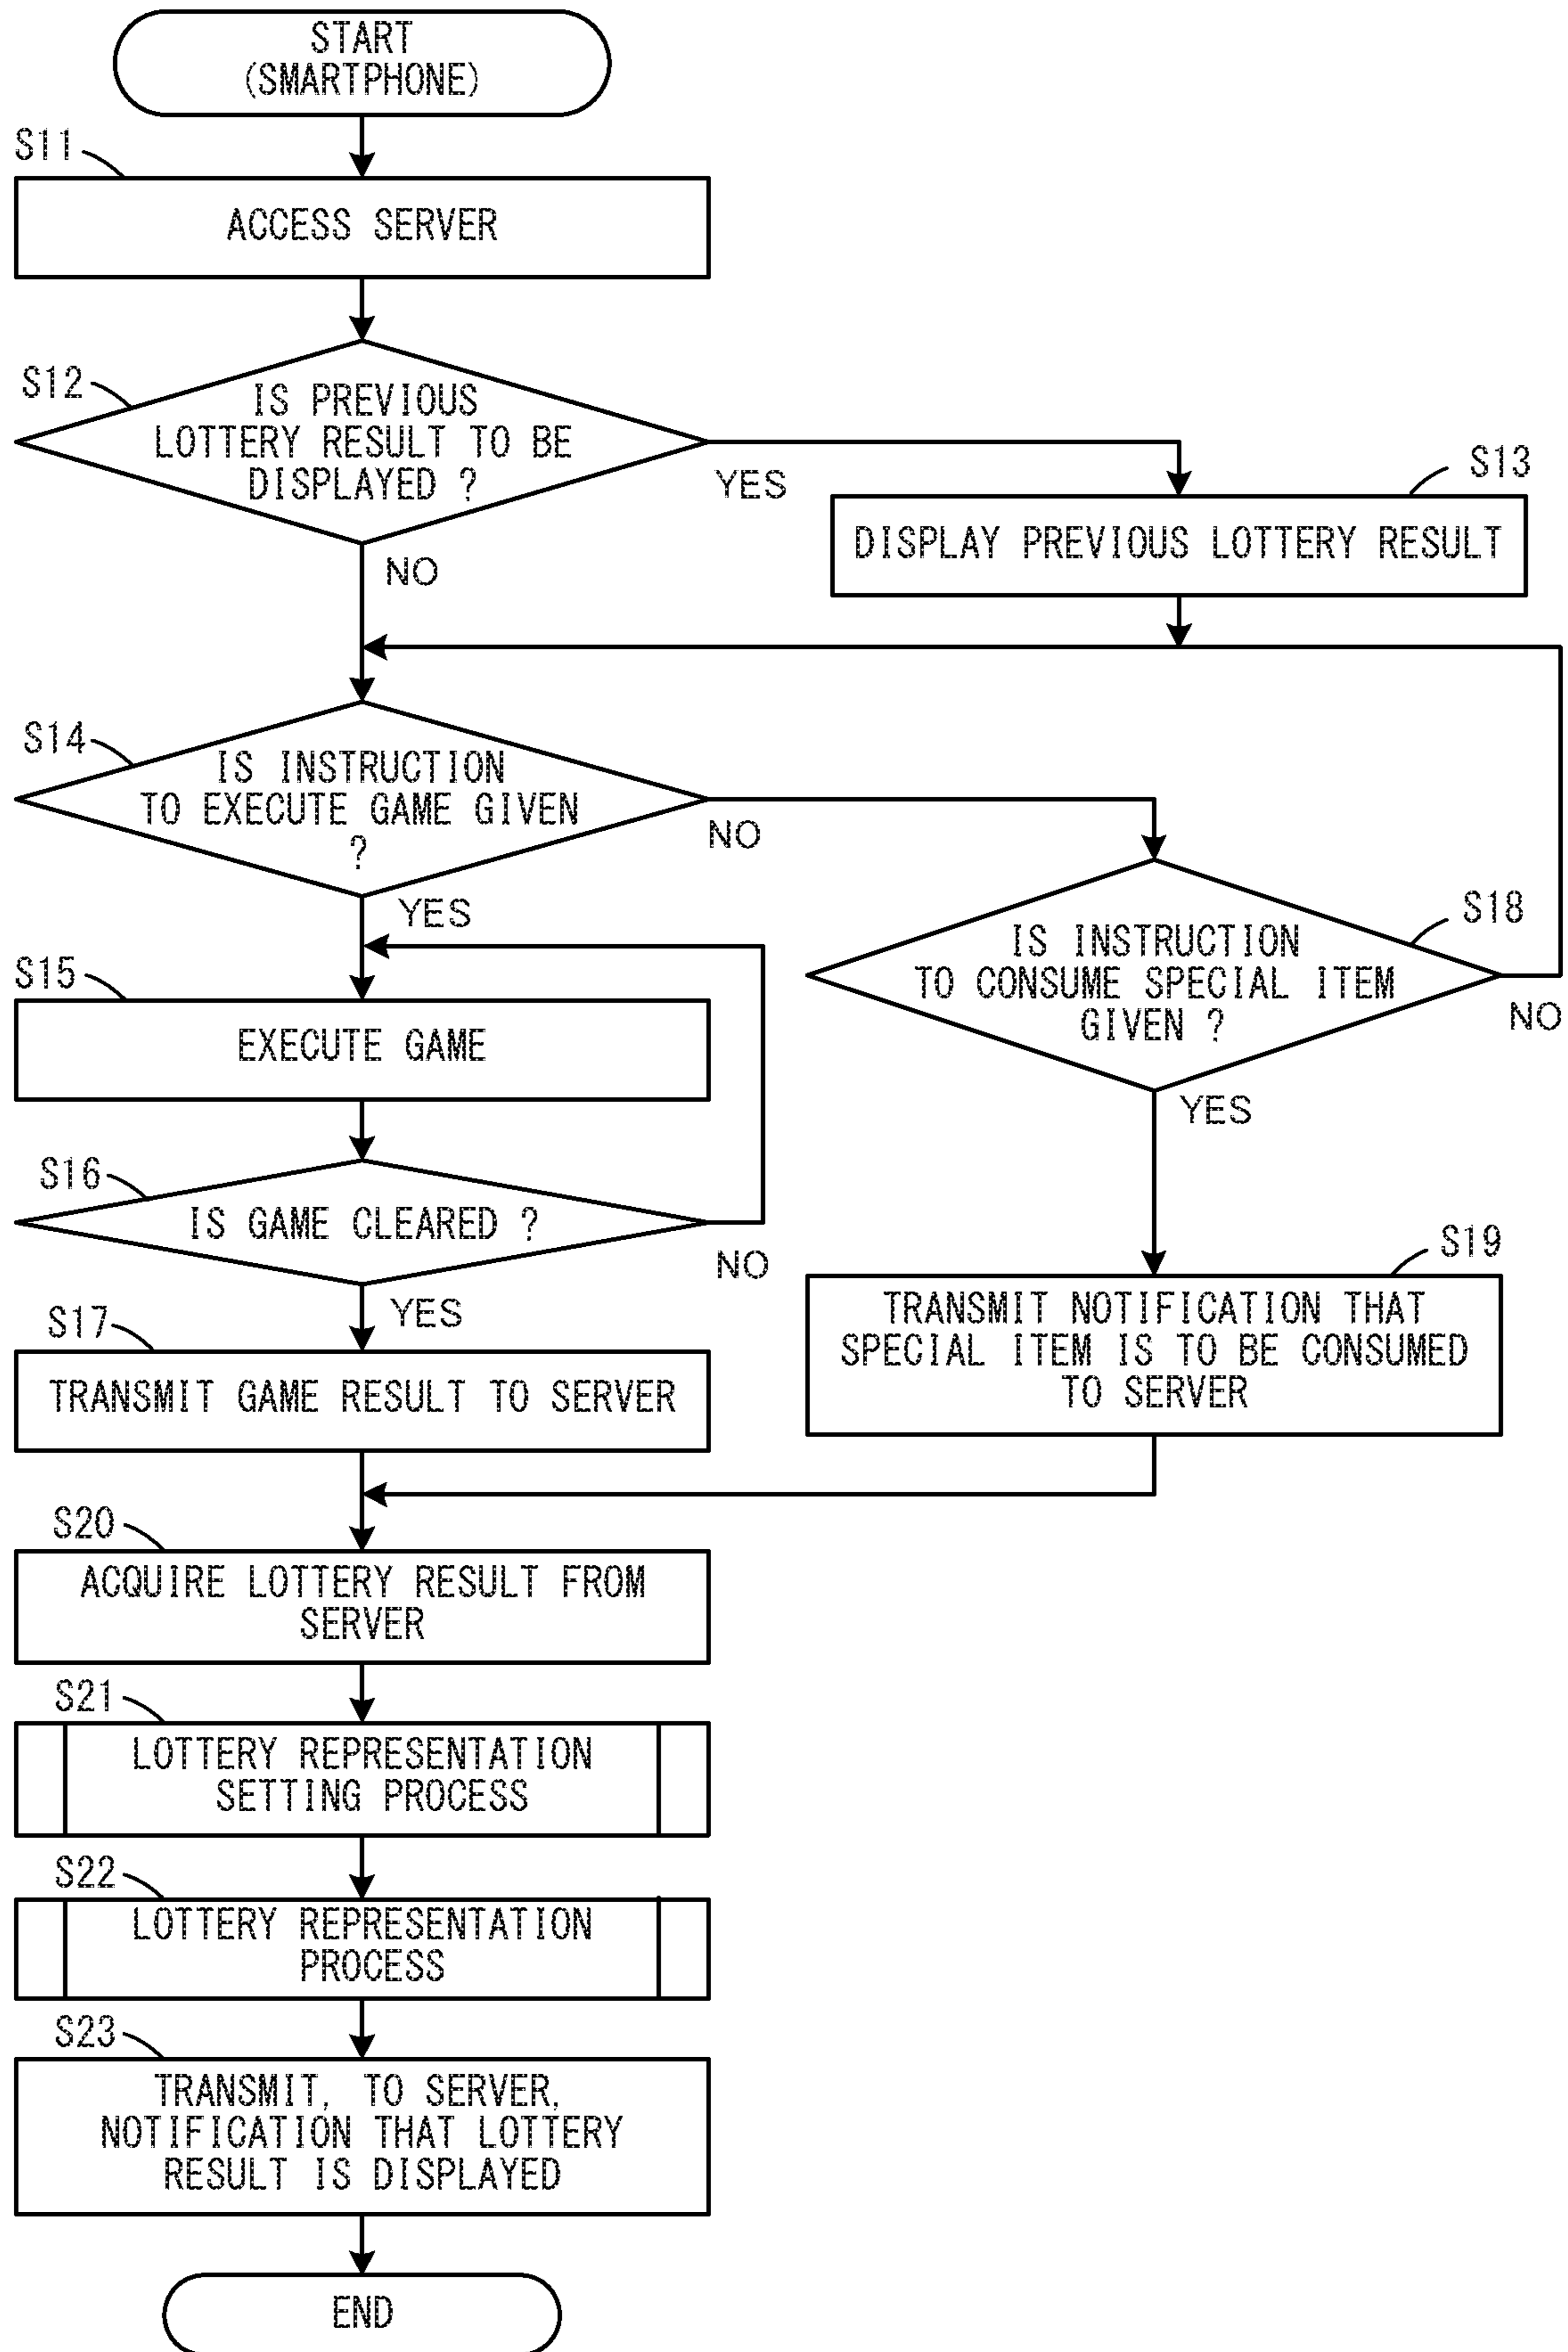 START
(SMARTPHONE)
S11
ACCESS SERVER
S12
IS PREVIOUS
LOTTERY RESULT TO BE
DISPLAYED ?
YES
NO
S13
DISPLAY PREVIOUS LOTTERY RESULT
S14
IS INSTRUCTION
TO EXECUTE GAME GIVEN
?
NO
YES
S18
IS INSTRUCTION
TO CONSUME SPECIAL ITEM
GIVEN ?
NO
YES
S15
EXECUTE GAME
S16
IS GAME CLEARED ?
NO
YES
S19
TRANSMIT NOTIFICATION THAT
SPECIAL ITEM IS TO BE CONSUMED
TO SERVER
S17
TRANSMIT GAME RESULT TO SERVER
S20
ACQUIRE LOTTERY RESULT FROM
SERVER
S21
LOTTERY REPRESENTATION
SETTING PROCESS
S22
LOTTERY REPRESENTATION
PROCESS
S23
TRANSMIT, TO SERVER,
NOTIFICATION THAT LOTTERY
RESULT IS DISPLAYED
END